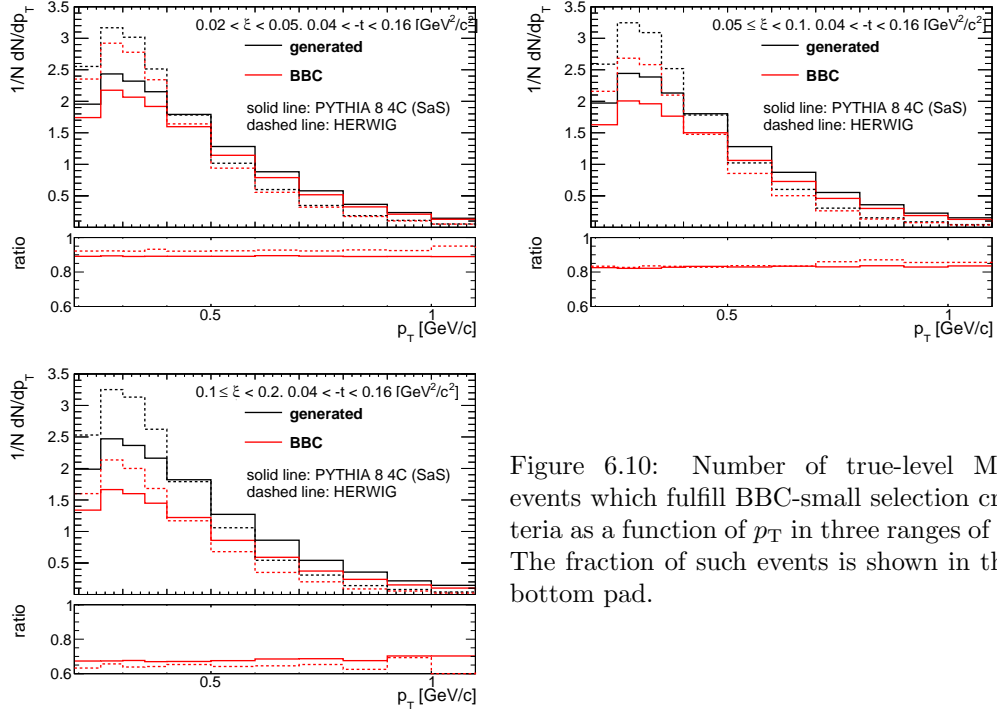 0.02 < ξ < 0.05. 0.04 < -t < 0.16 [GeV²/c²]
generated
BBC
solid line: PYTHIA 8 4C (SaS)
dashed line: HERWIG
1/N dN/dp_T
3.5
3
2.5
2
1.5
1
0.5
ratio
1
0.8
0.6
0.5
1
p_T [GeV/c]
0.05 ≤ ξ < 0.1. 0.04 < -t < 0.16 [GeV²/c²]
generated
BBC
solid line: PYTHIA 8 4C (SaS)
dashed line: HERWIG
1/N dN/dp_T
3.5
3
2.5
2
1.5
1
0.5
ratio
1
0.8
0.6
0.5
1
p_T [GeV/c]
0.1 ≤ ξ < 0.2. 0.04 < -t < 0.16 [GeV²/c²]
generated
BBC
solid line: PYTHIA 8 4C (SaS)
dashed line: HERWIG
1/N dN/dp_T
3.5
3
2.5
2
1.5
1
0.5
ratio
1
0.9
0.8
0.7
0.6
0.5
1
p_T [GeV/c]
Figure 6.10: Number of true-level M
events which fulfill BBC-small selection cr
teria as a function of p_T in three ranges of
The fraction of such events is shown in th
bottom pad.